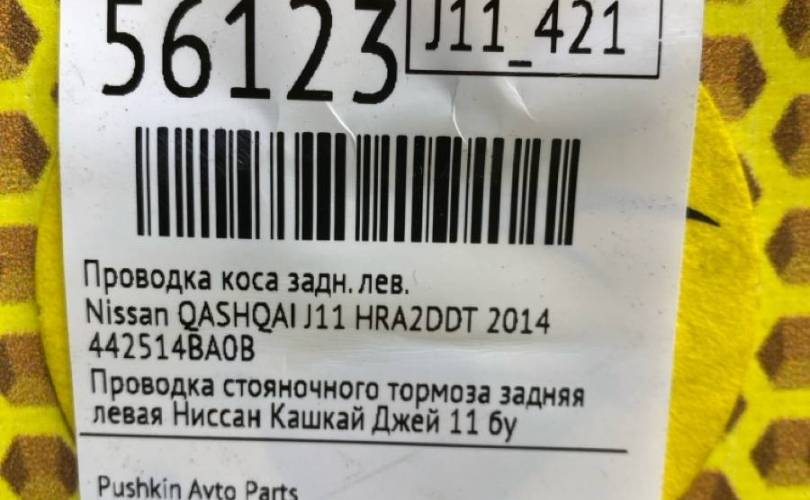 56123
J11_421
Проводка коса задн. лев.
Nissan QASHQAI J11 HRA2DDT 2014
442514BA0B
Проводка стояночного тормоза задняя
левая Ниссан Кашкай Джей 11 бу
Pushkin Avto Parts